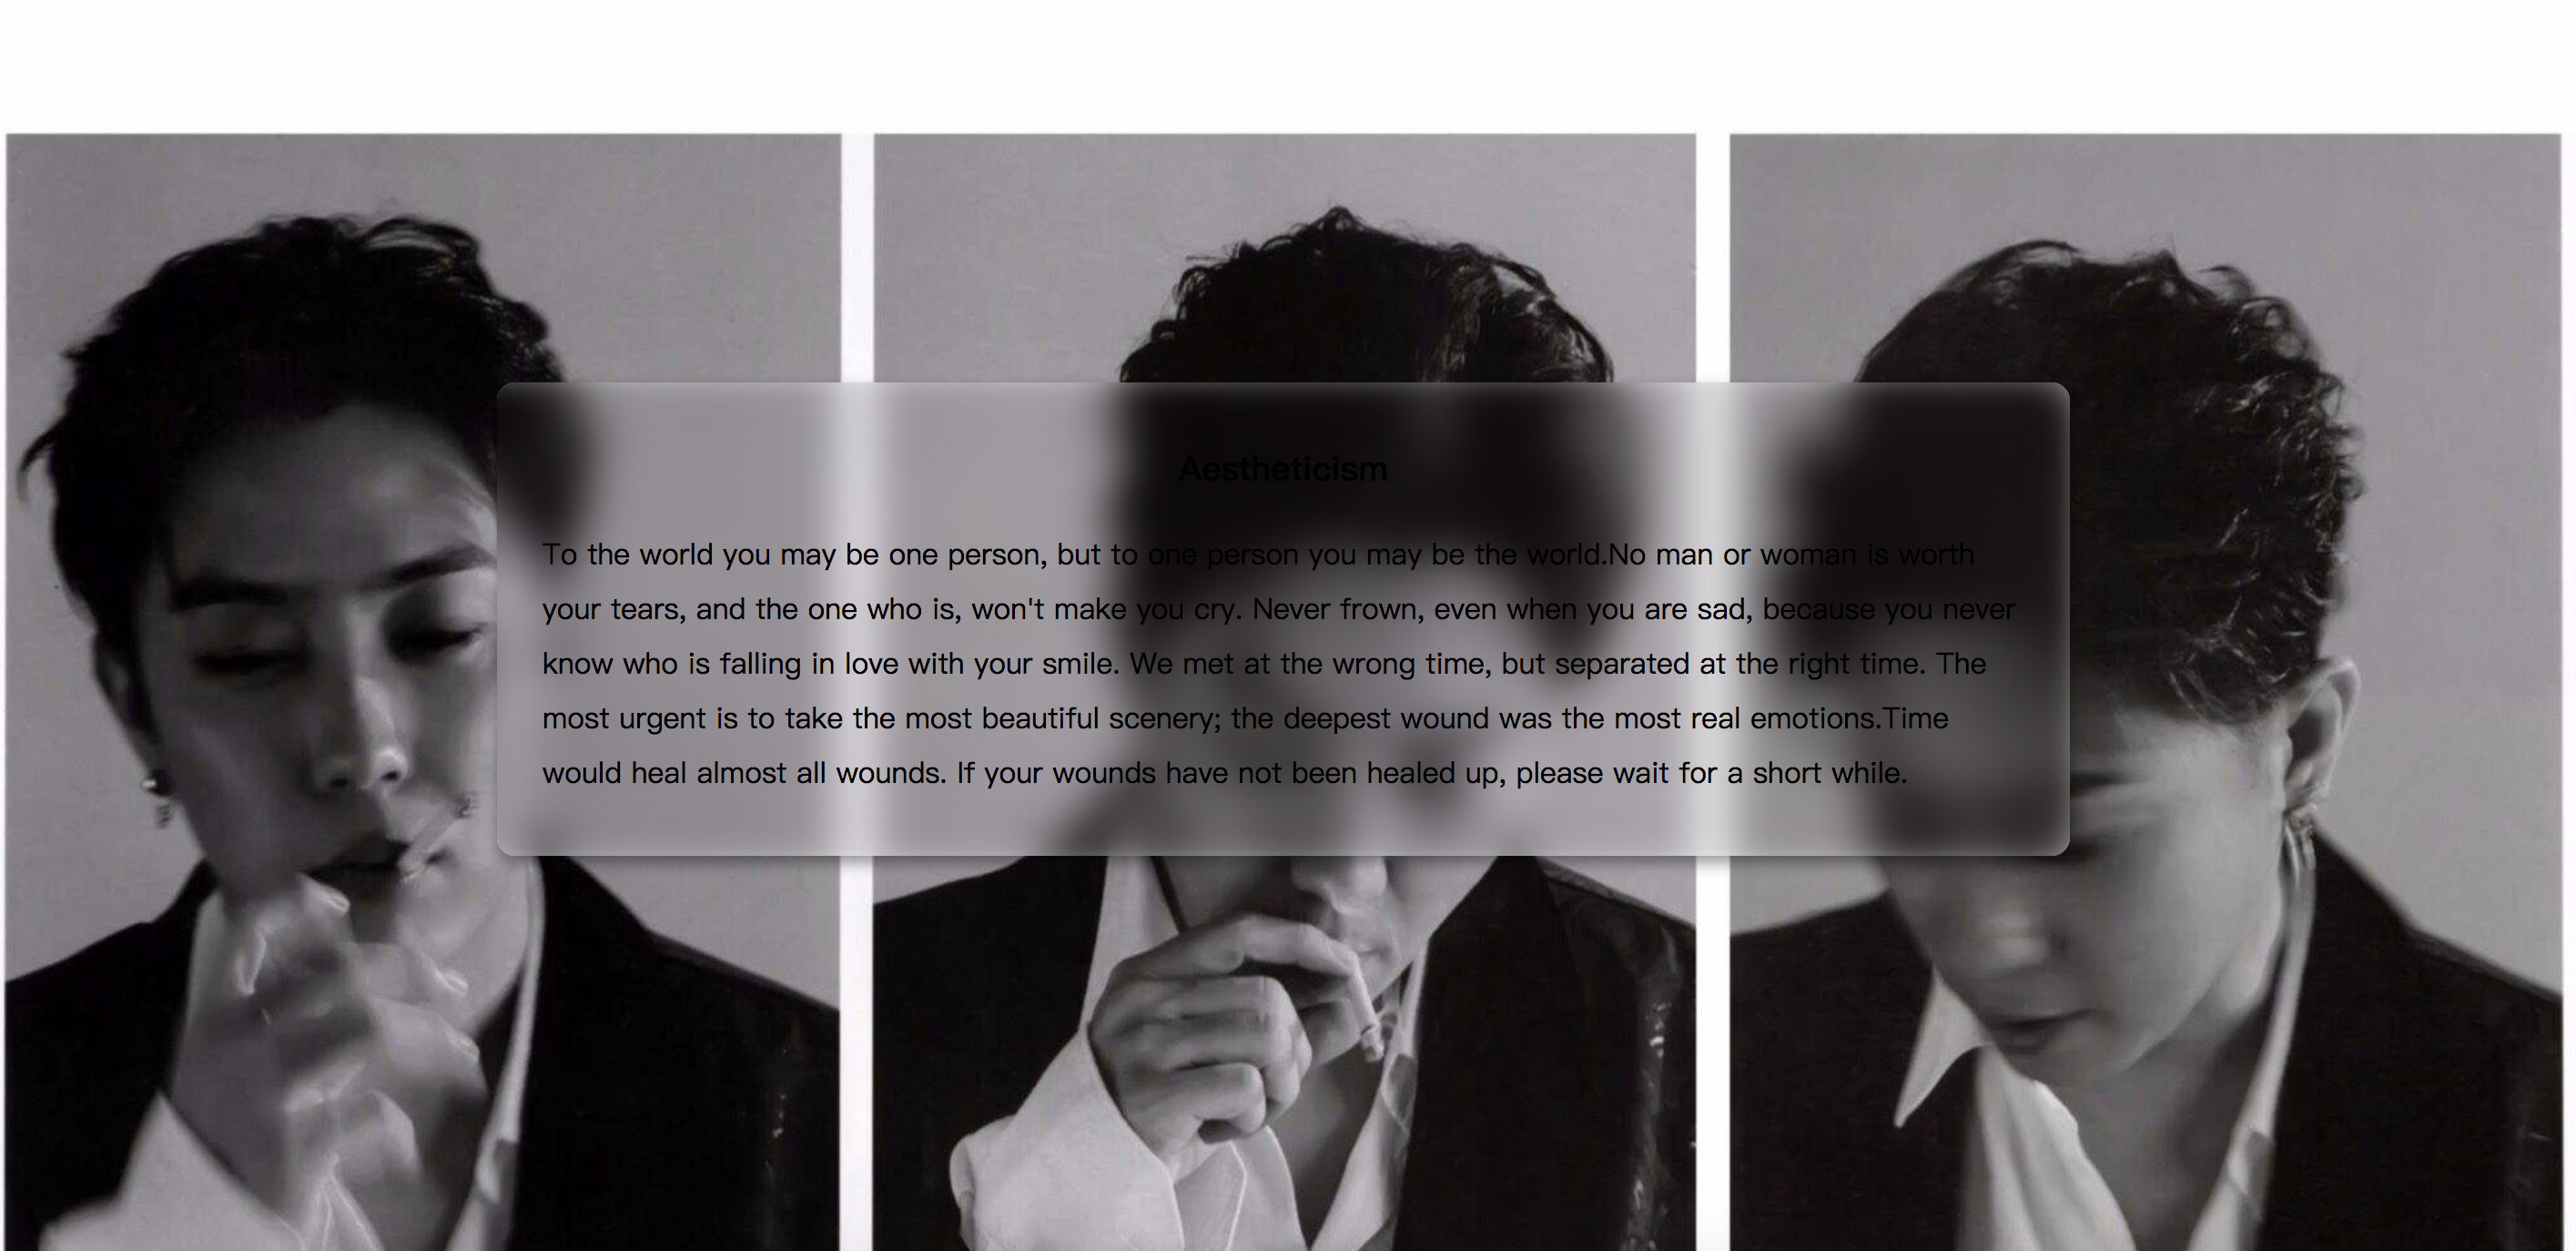 Aestheticism
To the world you may be one person, but to one person you may be the world.No man or woman is worth
your tears, and the one who is, won't make you cry. Never frown, even when you are sad, because you never
know who is falling in love with your smile. We met at the wrong time, but separated at the right time. The
most urgent is to take the most beautiful scenery; the deepest wound was the most real emotions.Time
would heal almost all wounds. If your wounds have not been healed up, please wait for a short while.